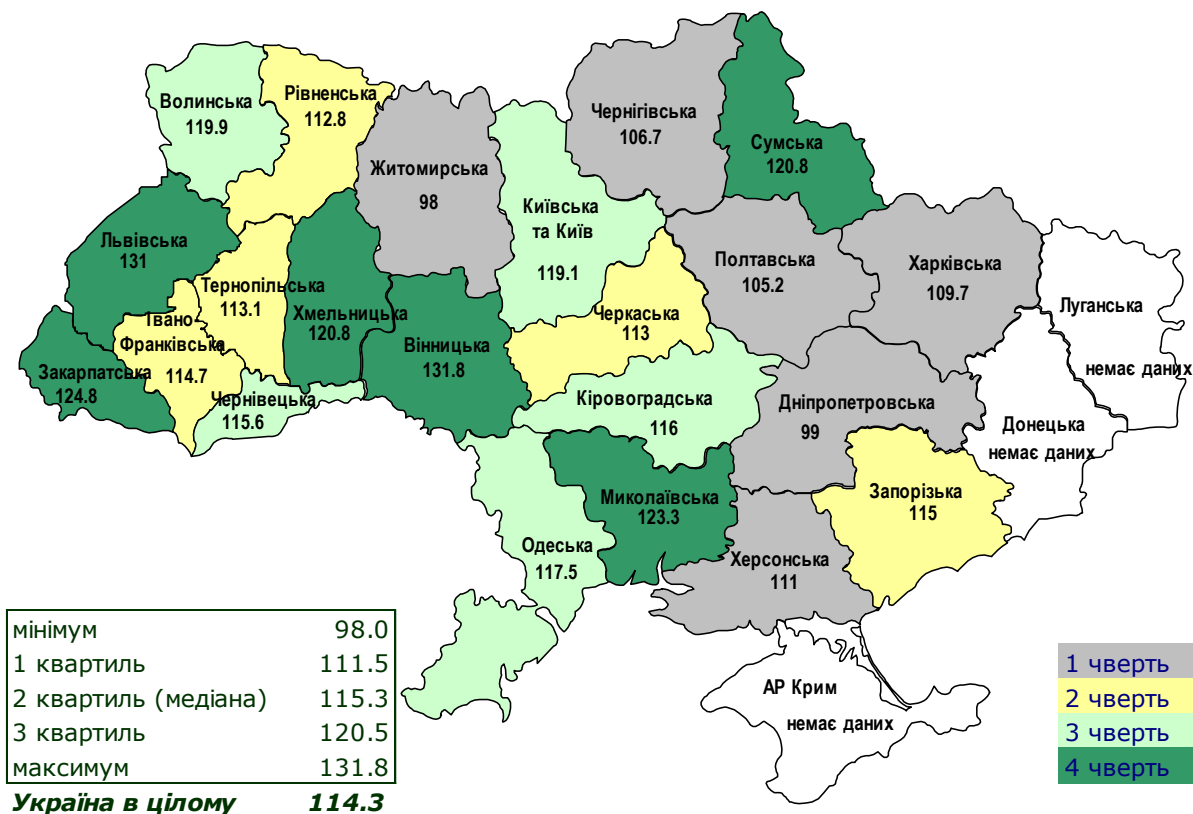 Волинська
119.9
Рівненська
112.8
Житомирська
98
Чернігівська
106.7
Сумська
120.8
Київська
та Київ
119.1
Львівська
131
Тернопільська
113.1
Хмельницька
120.8
Івано-
Франківська
114.7
Закарпатська
124.8
Чернівецька
115.6
Вінницька
131.8
Черкаська
113
Полтавська
105.2
Харківська
109.7
Луганська
немає даних
Донецька
немає даних
Кіровоградська
116
Дніпропетровська
99
Запорізька
115
Миколаївська
123.3
Одеська
117.5
Херсонська
111
АР Крим
немає даних
мінімум 98.0
1 квартиль 111.5
2 квартиль (медіана) 115.3
3 квартиль 120.5
максимум 131.8
Україна в цілому 114.3
1 чверть
2 чверть
3 чверть
4 чверть